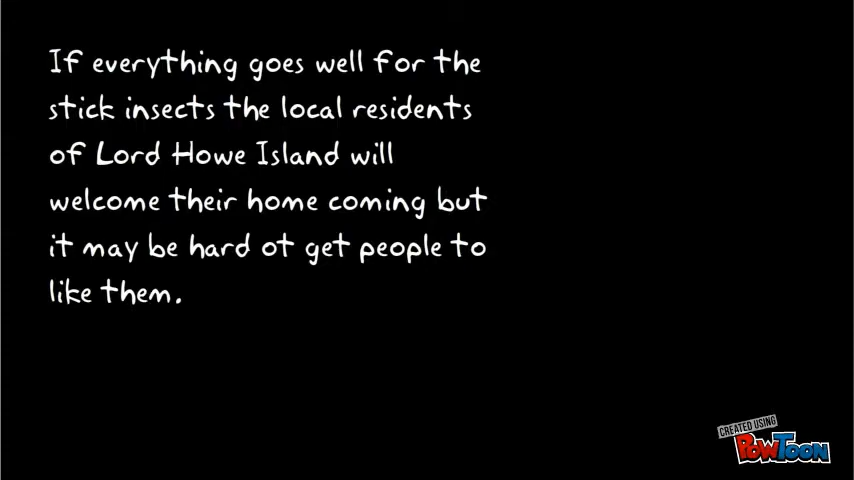 If everything goes well for the
stick insects the local residents
of Lord Howe Island will
welcome their home coming but
it may be hard ot get people to
like them.
CREATED USING
PowToon